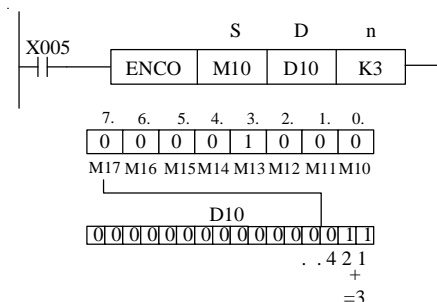 S D n
X005
ENCO M10 D10 K3
7. 6. 5. 4. 3. 2. 1. 0.
0 0 0 0 1 0 0 0
M17 M16 M15 M14 M13 M12 M11 M10
D10
0 0 0 0 0 0 0 0 0 0 0 0 0 0 1 1
. . 4 2 1
+
=3